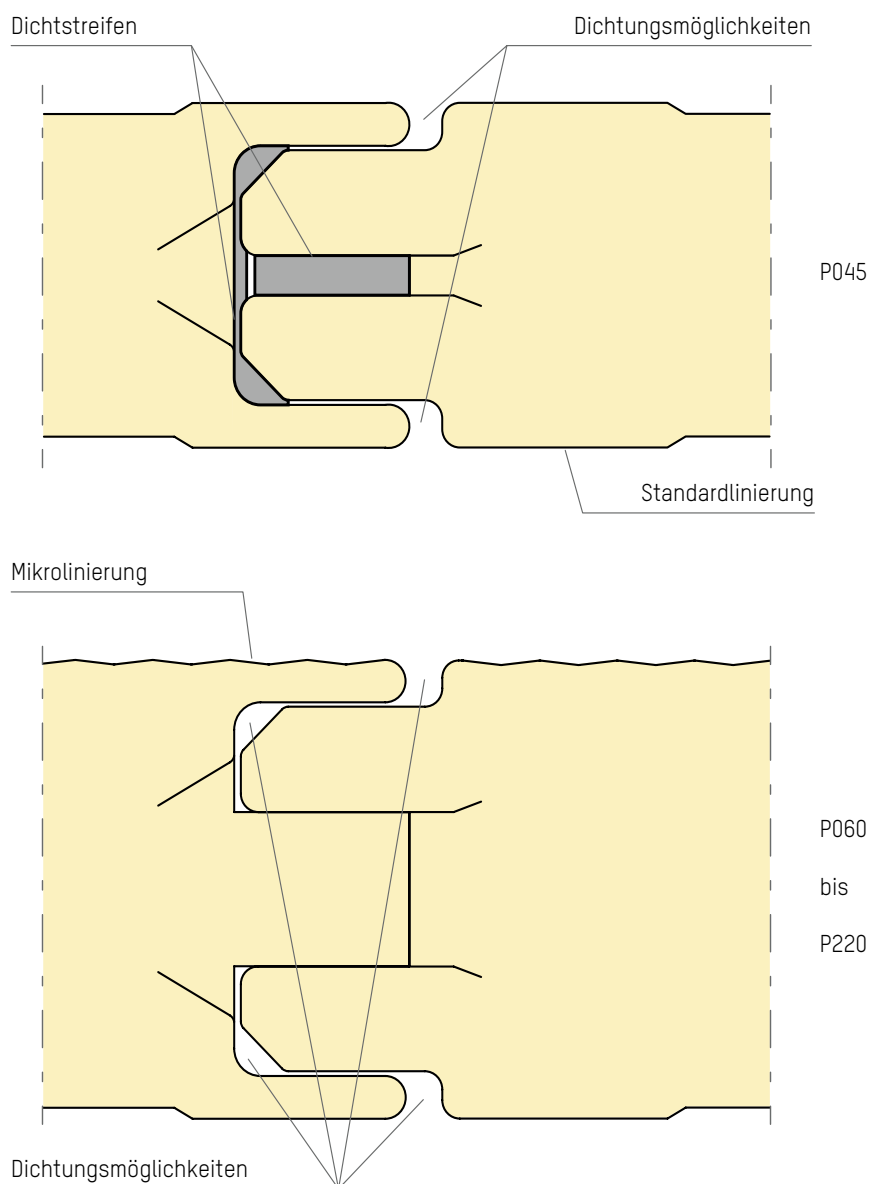 Dichtstreifen
Dichtungsmöglichkeiten
P045
Standardlinierung
Mikrolinierung
P060
bis
P220
Dichtungsmöglichkeiten